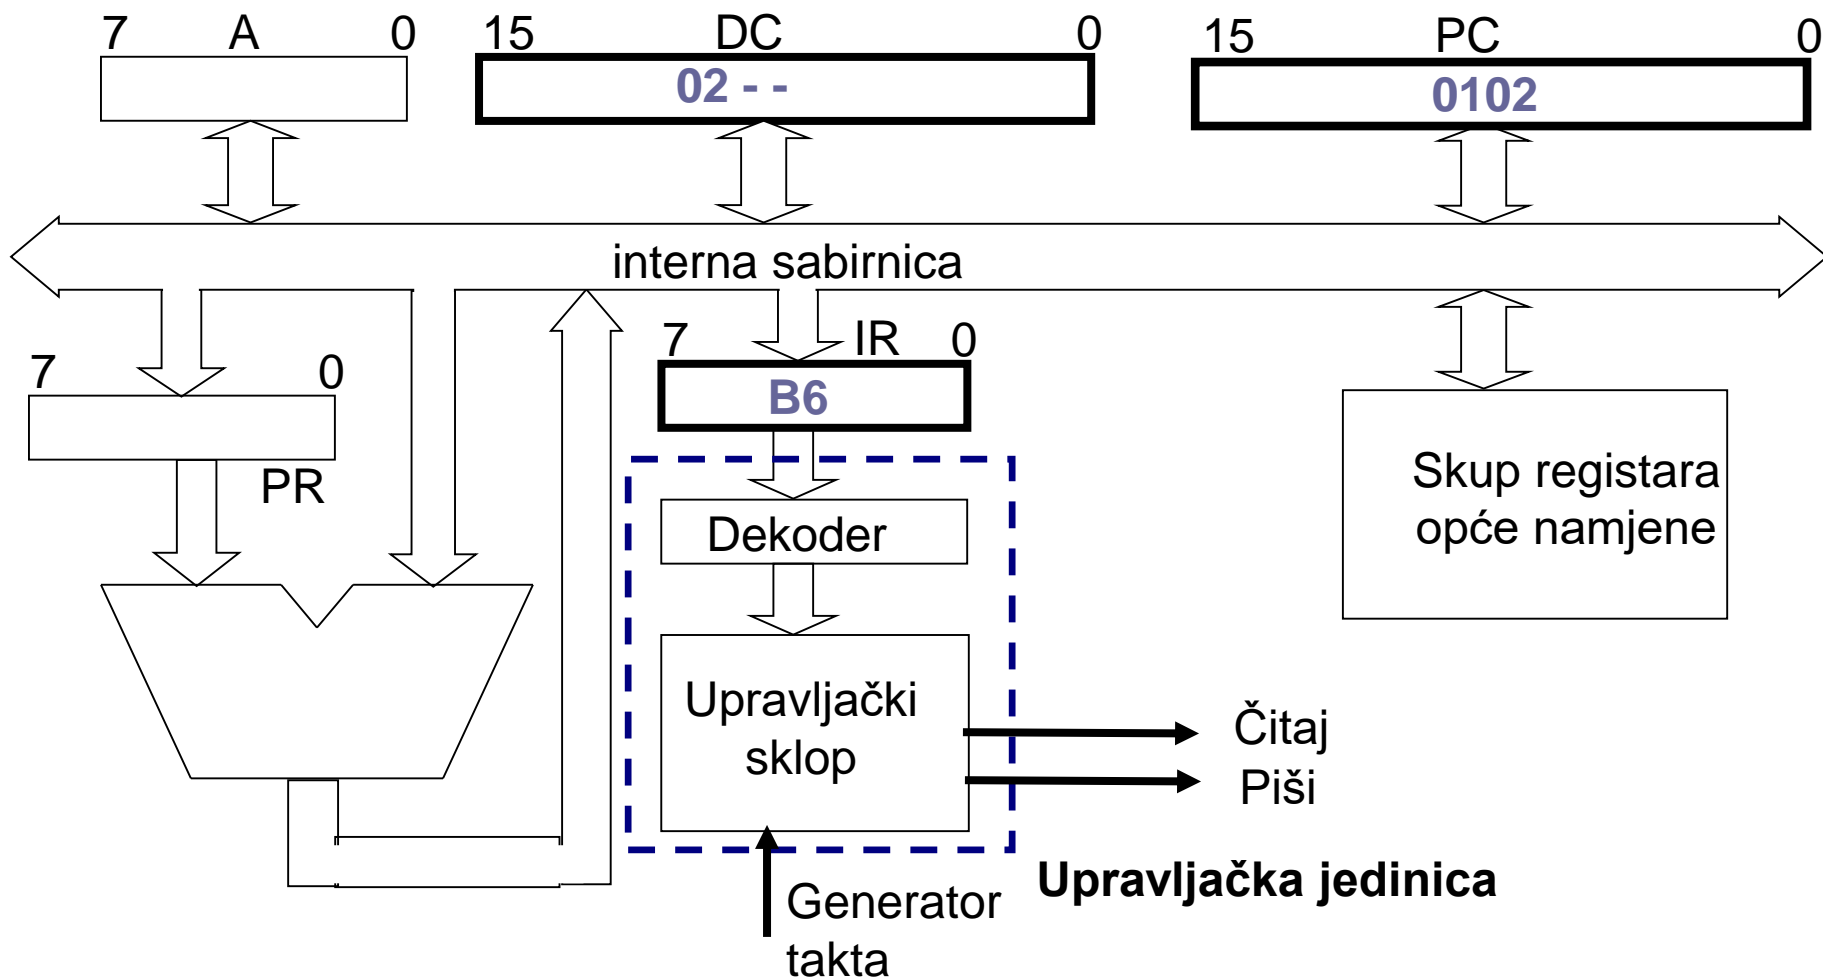 7 A 0
15 DC 0
15 PC 0
02 - -
0102
interna sabirnica
7 IR 0
7 0
B6
PR
Dekoder
Skup registara
opće namjene
Upravljački
sklop
Čitaj
Piši
Upravljačka jedinica
Generator
takta